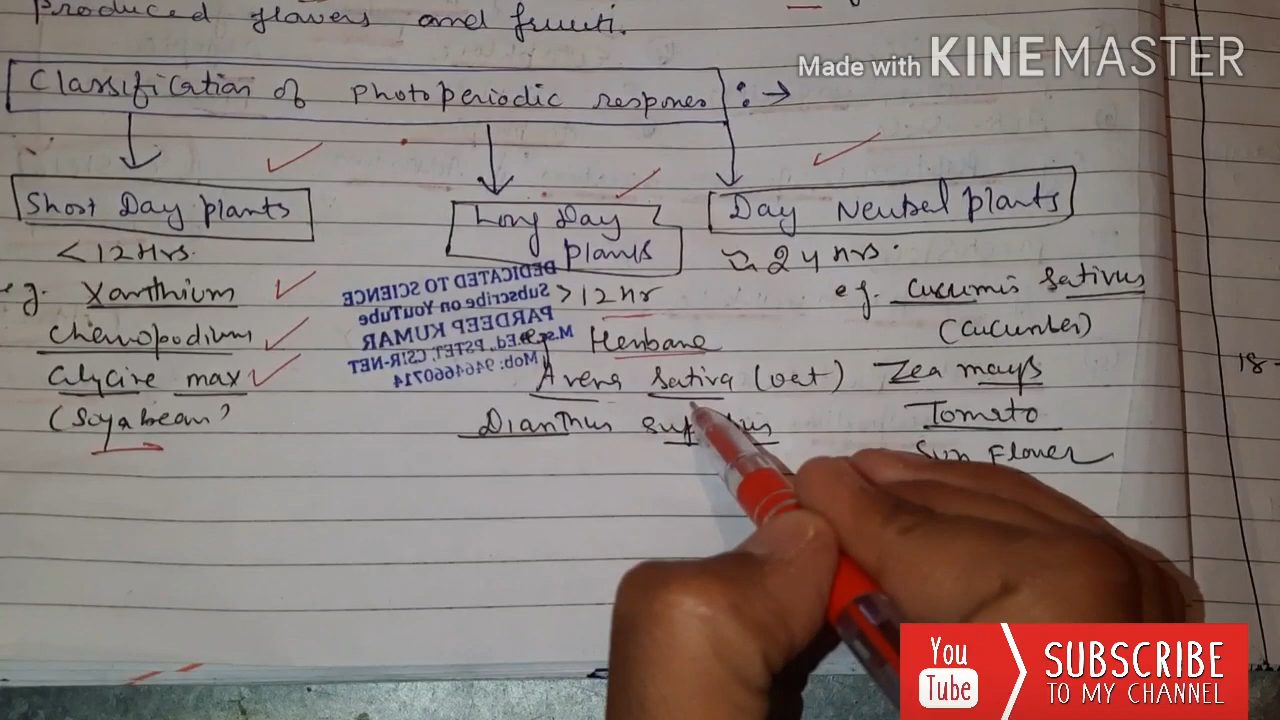 Produced flowers and fruits.
Made with KINEMASTER
Classification of photoperiodic response :→
Short Day plants
< 12 Hrs.
e.g. Xanthium
Chenopodium
Glycine max
(Soyabean)
Long Day
plants
> 12 hr
e.g. Henbane
Avena Sativa (oat)
Dianthus
Day Neutral plants
24 hrs.
e.g. Cucumis Sativus
(Cucumber)
Zea mays
Tomato
Sun Flower
DEDICATED TO SCIENCE
Subscribe on YouTube
PARDEEP KUMAR
M.sc, B.Ed., PSTET, CSIR-NET
Mob: 9464660714
18-
You
Tube
SUBSCRIBE
TO MY CHANNEL